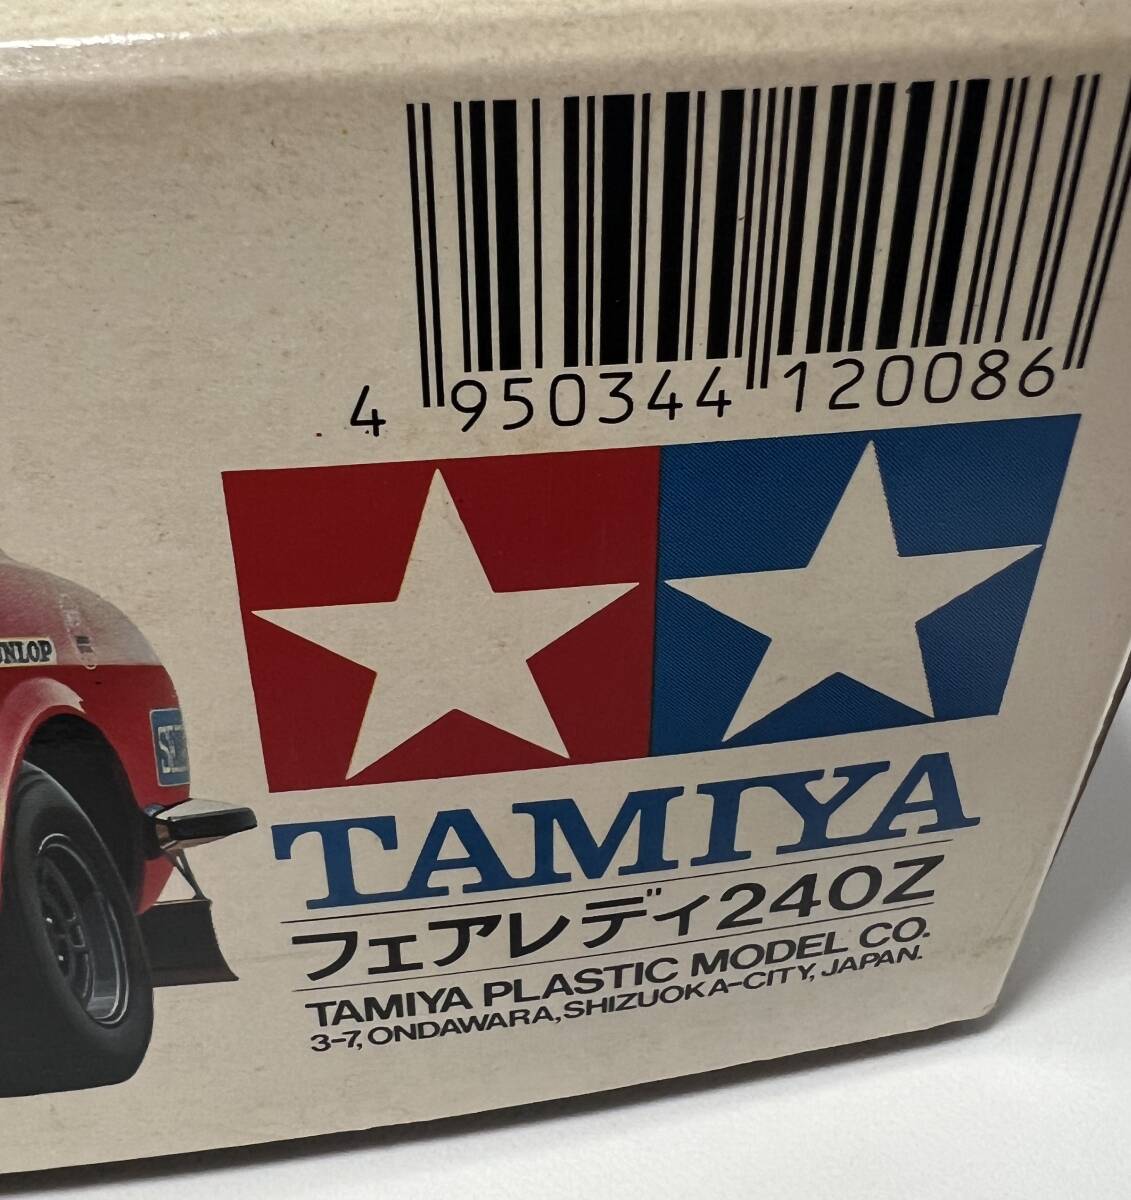 4 950344 120086
TAMIYA
フェアレディ240Z
TAMIYA PLASTIC MODEL CO.
3-7, ONDAWARA, SHIZUOKA-CITY, JAPAN.